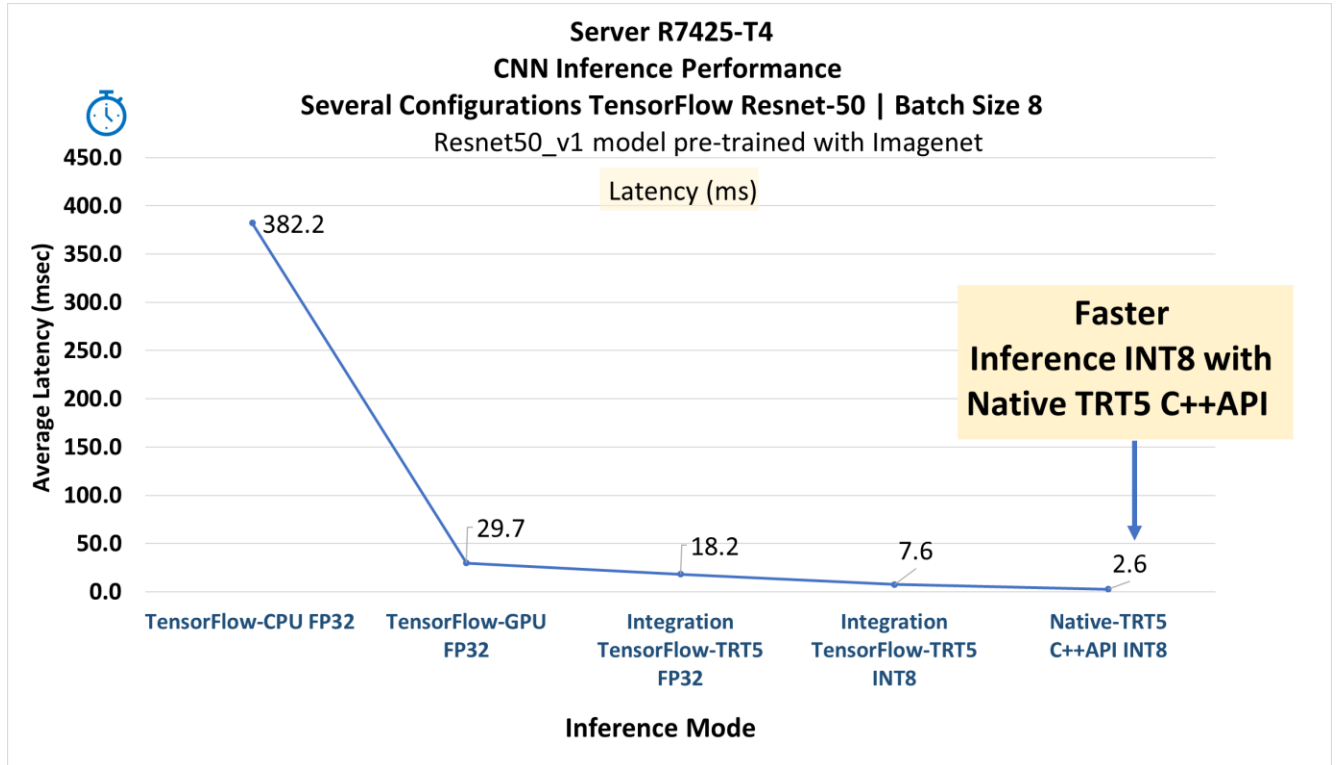 Server R7425-T4
CNN Inference Performance
Several Configurations TensorFlow Resnet-50 | Batch Size 8
Resnet50_v1 model pre-trained with Imagenet
Latency (ms)
Average Latency (msec)
450.0
400.0
350.0
300.0
250.0
200.0
150.0
100.0
50.0
0.0
382.2
29.7
18.2
7.6
2.6
Faster
Inference INT8 with
Native TRT5 C++API
TensorFlow-CPU FP32
TensorFlow-GPU
FP32
Integration
TensorFlow-TRT5
FP32
Integration
TensorFlow-TRT5
INT8
Native-TRT5
C++API INT8
Inference Mode